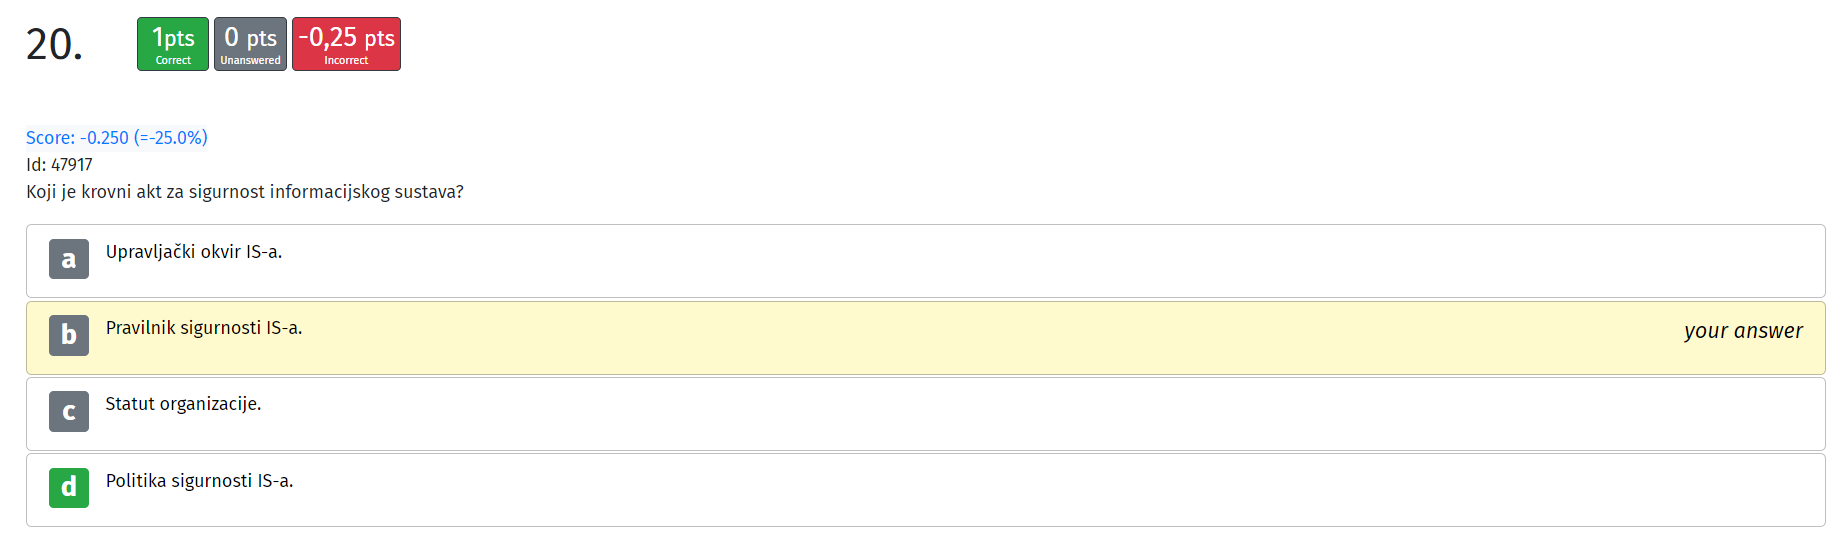 20.
1pts
Correct
0 pts
Unanswered
-0,25 pts
Incorrect
Score: -0.250 (=-25.0%)
Id: 47917
Koji je krovni akt za sigurnost informacijskog sustava?
a Upravljački okvir IS-a.
b Pravilnik sigurnosti IS-a. your answer
c Statut organizacije.
d Politika sigurnosti IS-a.